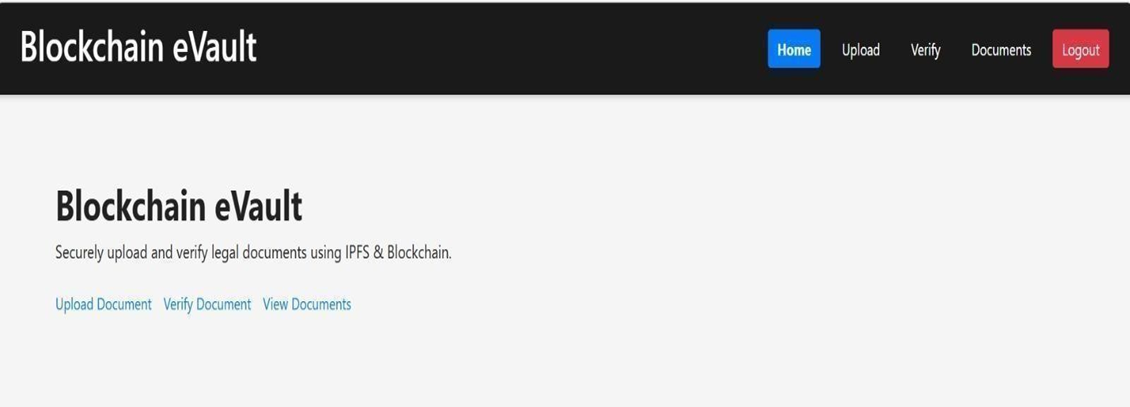 Blockchain eVault
Home Upload Verify Documents Logout
Blockchain eVault
Securely upload and verify legal documents using IPFS & Blockchain.
Upload Document Verify Document View Documents